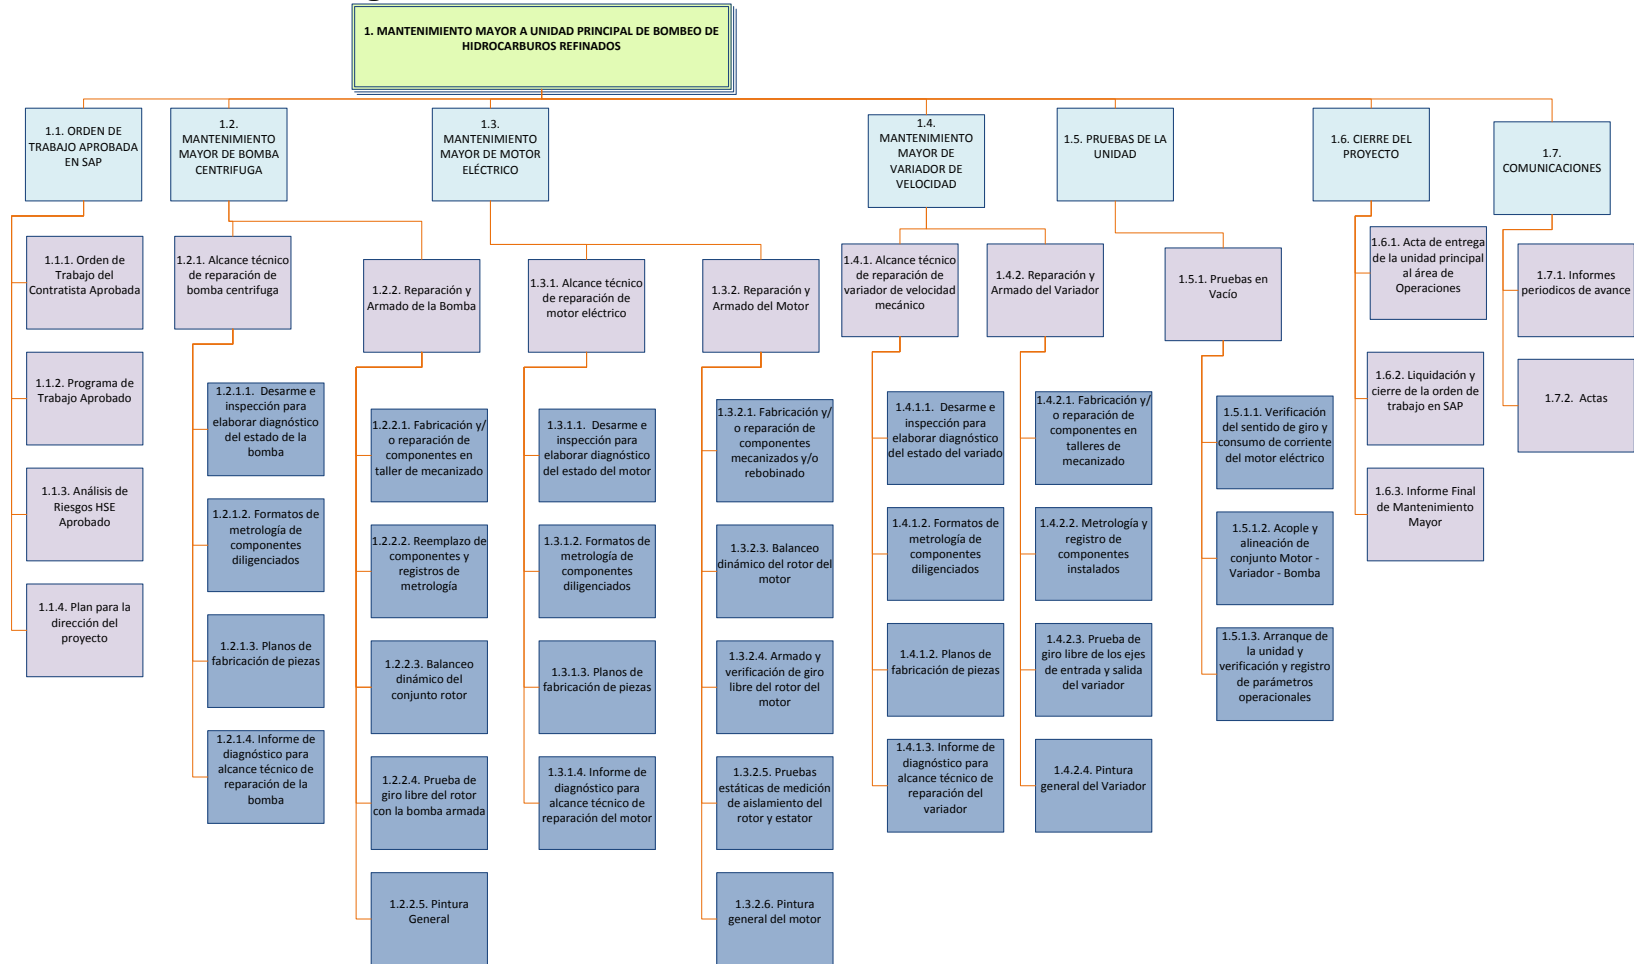 1. MANTENIMIENTO MAYOR A UNIDAD PRINCIPAL DE BOMBEO DE
HIDROCARBUROS REFINADOS
1.1. ORDEN DE
TRABAJO APROBADA
EN SAP
1.2.
MANTENIMIENTO
MAYOR DE BOMBA
CENTRIFUGA
1.3.
MANTENIMIENTO
MAYOR DE MOTOR
ELÉCTRICO
1.4.
MANTENIMIENTO
MAYOR DE
VARIADOR DE
VELOCIDAD
1.5. PRUEBAS DE LA
UNIDAD
1.6. CIERRE DEL
PROYECTO
1.7.
COMUNICACIONES
1.1.1. Orden de
Trabajo del
Contratista Aprobada
1.1.2. Programa de
Trabajo Aprobado
1.1.3. Análisis de
Riesgos HSE
Aprobado
1.1.4. Plan para la
dirección del
proyecto
1.2.1. Alcance técnico
de reparación de
bomba centrifuga
1.2.1.1. Desarme e
inspección para
elaborar diagnóstico
del estado de la
bomba
1.2.1.2. Formatos de
metrología de
componentes
diligenciados
1.2.1.3. Planos de
fabricación de piezas
1.2.1.4. Informe de
diagnóstico para
alcance técnico de
reparación de la
bomba
1.2.2. Reparación y
Armado de la Bomba
1.2.2.1. Fabricación y/
o reparación de
componentes en
taller de mecanizado
1.2.2.2. Reemplazo de
componentes y
registros de
metrología
1.2.2.3. Balanceo
dinámico del
conjunto rotor
1.2.2.4. Prueba de
giro libre del rotor
con la bomba armada
1.2.2.5. Pintura
General
1.3.1. Alcance técnico
de reparación de
motor eléctrico
1.3.1.1. Desarme e
inspección para
elaborar diagnóstico
del estado del motor
1.3.1.2. Formatos de
metrología de
componentes
diligenciados
1.3.1.3. Planos de
fabricación de piezas
1.3.1.4. Informe de
diagnóstico para
alcance técnico de
reparación del motor
1.3.2. Reparación y
Armado del Motor
1.3.2.1. Fabricación y/
o reparación de
componentes
mecanizados y/o
rebobinado
1.3.2.3. Balanceo
dinámico del rotor del
motor
1.3.2.4. Armado y
verificación de giro
libre del rotor del
motor
1.3.2.5. Pruebas
estáticas de medición
de aislamiento del
rotor y estator
1.3.2.6. Pintura
general del motor
1.4.1. Alcance técnico
de reparación de
variador de velocidad
mecánico
1.4.1.1. Desarme e
inspección para
elaborar diagnóstico
del estado del variado
1.4.1.2. Formatos de
metrología de
componentes
diligenciados
1.4.1.2. Planos de
fabricación de piezas
1.4.1.3. Informe de
diagnóstico para
alcance técnico de
reparación del
variador
1.4.2. Reparación y
Armado del Variador
1.4.2.1. Fabricación y/
o reparación de
componentes en
talleres de
mecanizado
1.4.2.2. Metrología y
registro de
componentes
instalados
1.4.2.3. Prueba de
giro libre de los ejes
de entrada y salida
del variador
1.4.2.4. Pintura
general del Variador
1.5.1. Pruebas en
Vacío
1.5.1.1. Verificación
del sentido de giro y
consumo de corriente
del motor eléctrico
1.5.1.2. Acople y
alineación de
conjunto Motor -
Variador - Bomba
1.5.1.3. Arranque de
la unidad y
verificación y registro
de parámetros
operacionales
1.6.1. Acta de entrega
de la unidad principal
al área de
Operaciones
1.6.2. Liquidación y
cierre de la orden de
trabajo en SAP
1.6.3. Informe Final
de Mantenimiento
Mayor
1.7.1. Informes
periodicos de avance
1.7.2. Actas